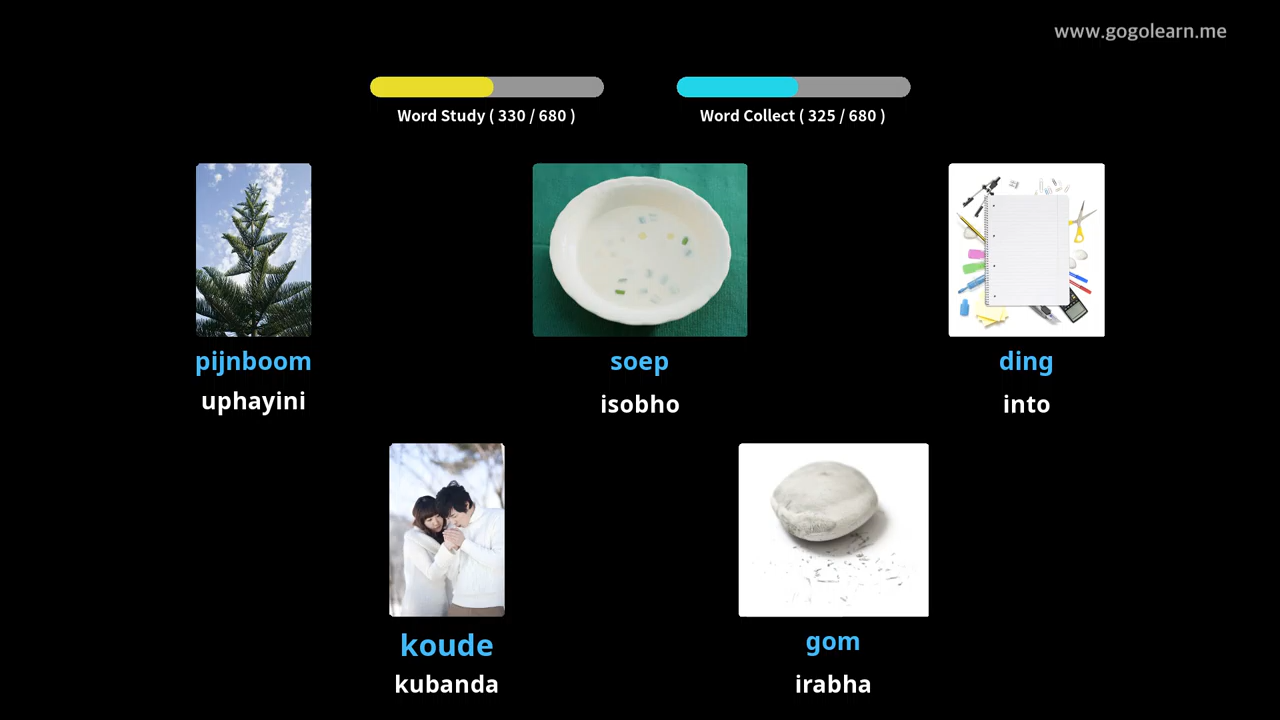 www.gogolearn.me
Word Study ( 330 / 680 )
Word Collect ( 325 / 680 )
pijnboom
uphayini
soep
isobho
ding
into
koude
kubanda
gom
irabha